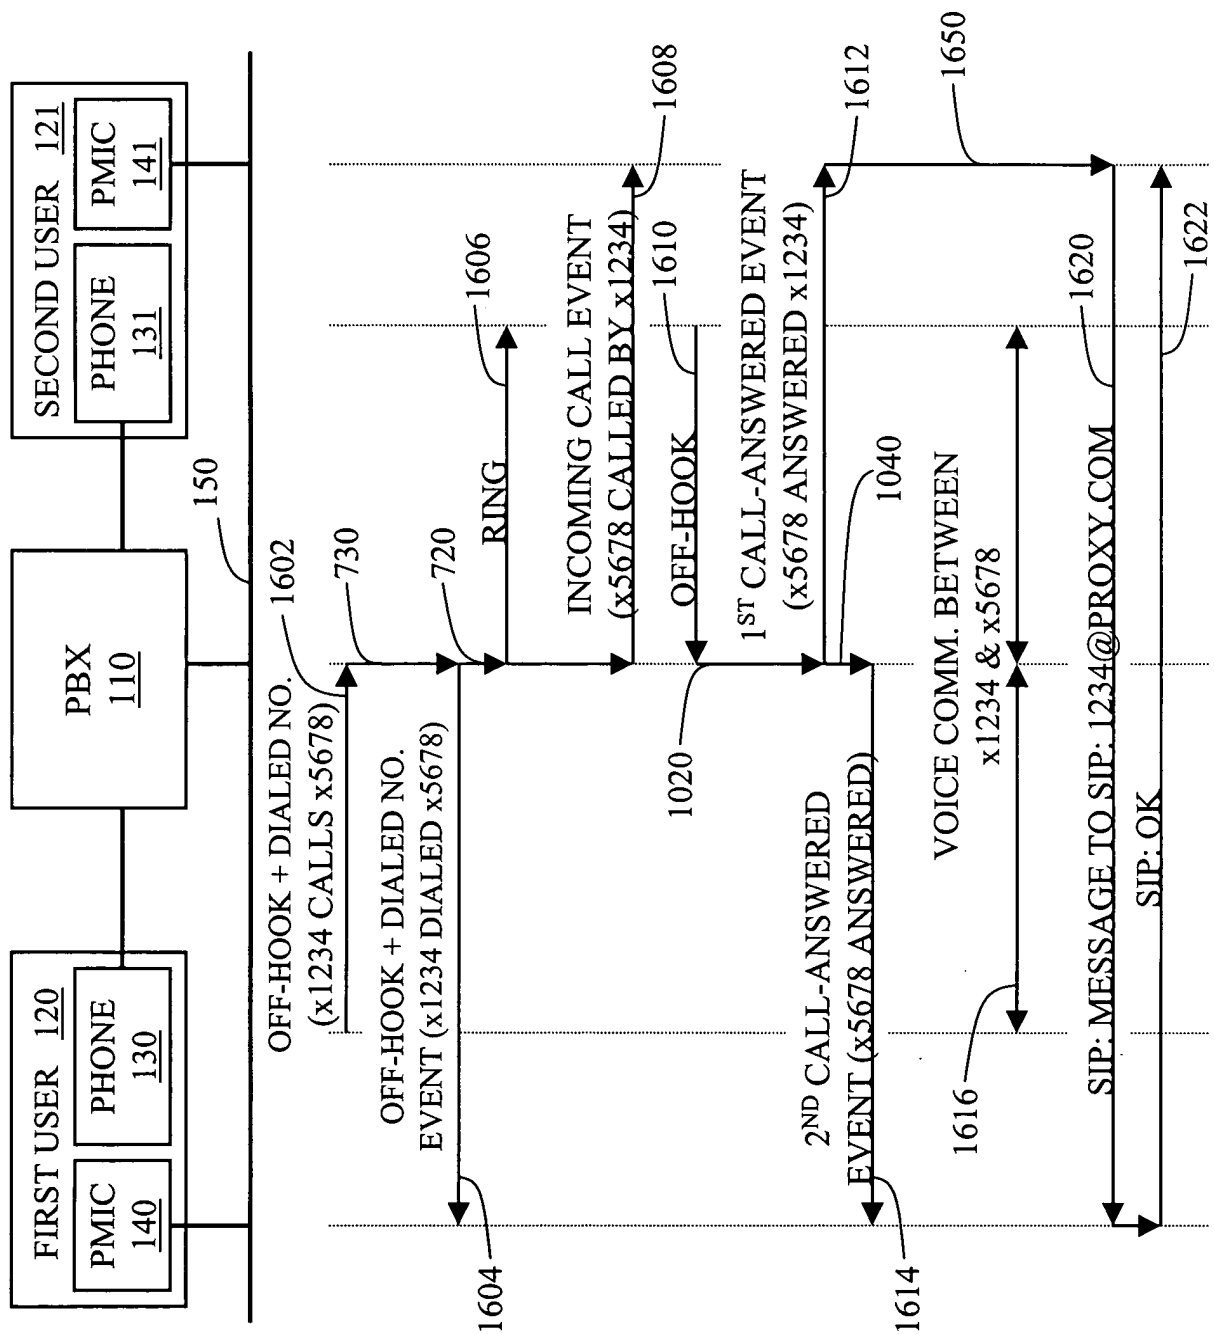 FIRST USER 120
PMIC
140
PHONE
130
PBX
110
SECOND USER 121
PHONE
131
PMIC
141
150
OFF-HOOK + DIALED NO.
(x1234 CALLS x5678)
1602
730
OFF-HOOK + DIALED NO.
EVENT (x1234 DIALED x5678)
1604
720
RING
1606
INCOMING CALL EVENT
(x5678 CALLED BY x1234)
1608
OFF-HOOK
1610
1020
1ST CALL-ANSWERED EVENT
(x5678 ANSWERED x1234)
1612
1040
2ND CALL-ANSWERED
EVENT (x5678 ANSWERED)
1614
1650
VOICE COMM. BETWEEN
x1234 & x5678
1616
SIP: MESSAGE TO SIP: 1234@PROXY.COM
1620
SIP: OK
1622